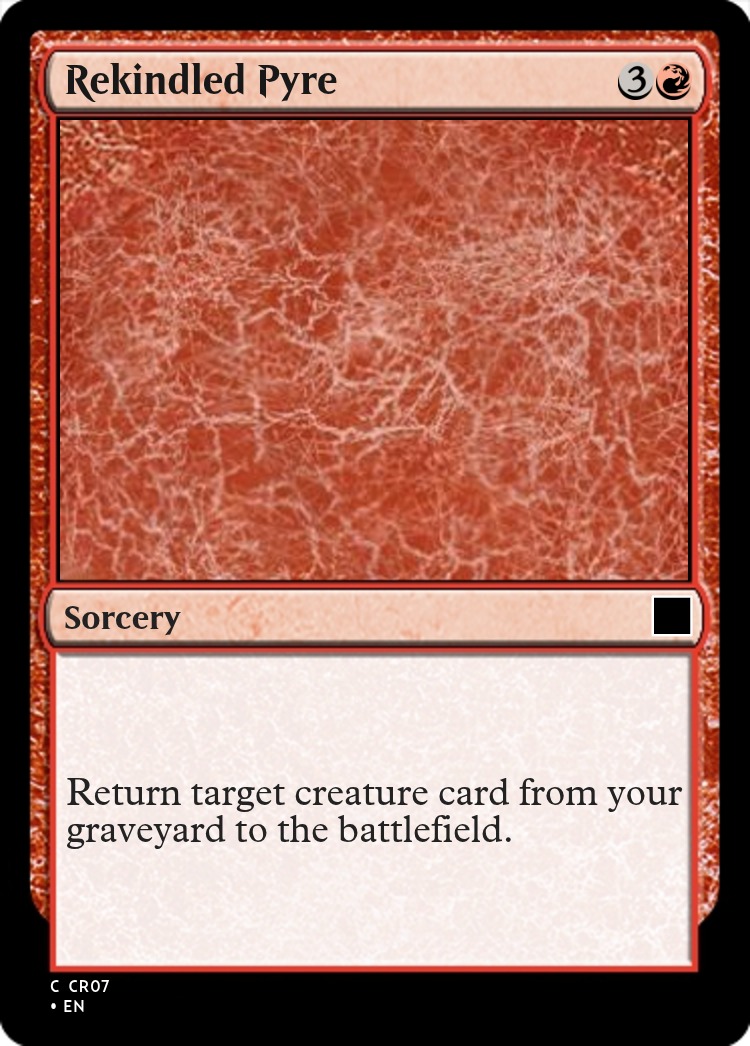 Rekindled Pyre 3
Sorcery
Return target creature card from your
graveyard to the battlefield.
C CR07
• EN